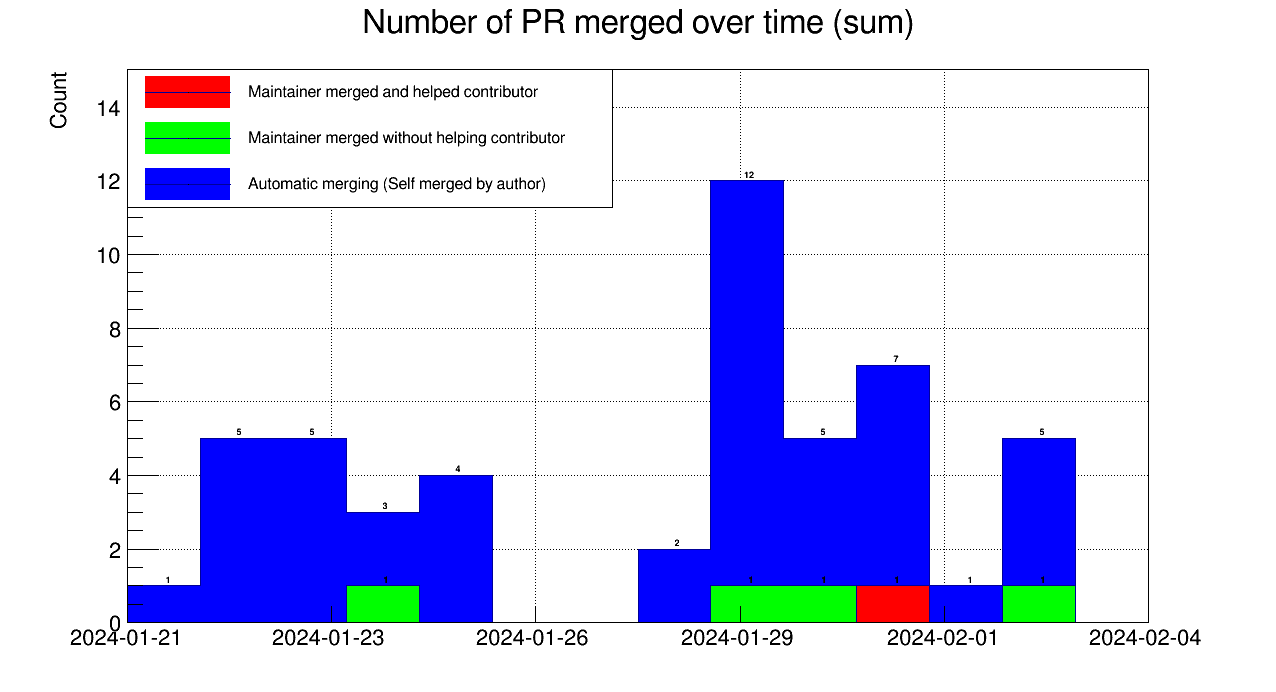 Number of PR merged over time (sum)
Count
Maintainer merged and helped contributor
Maintainer merged without helping contributor
Automatic merging (Self merged by author)
14
12
10
8
6
4
2
0
12
7
5 5 5 5
4
3
2
1 1 1 1 1 1 1
2024-01-21 2024-01-23 2024-01-26 2024-01-29 2024-02-01 2024-02-04